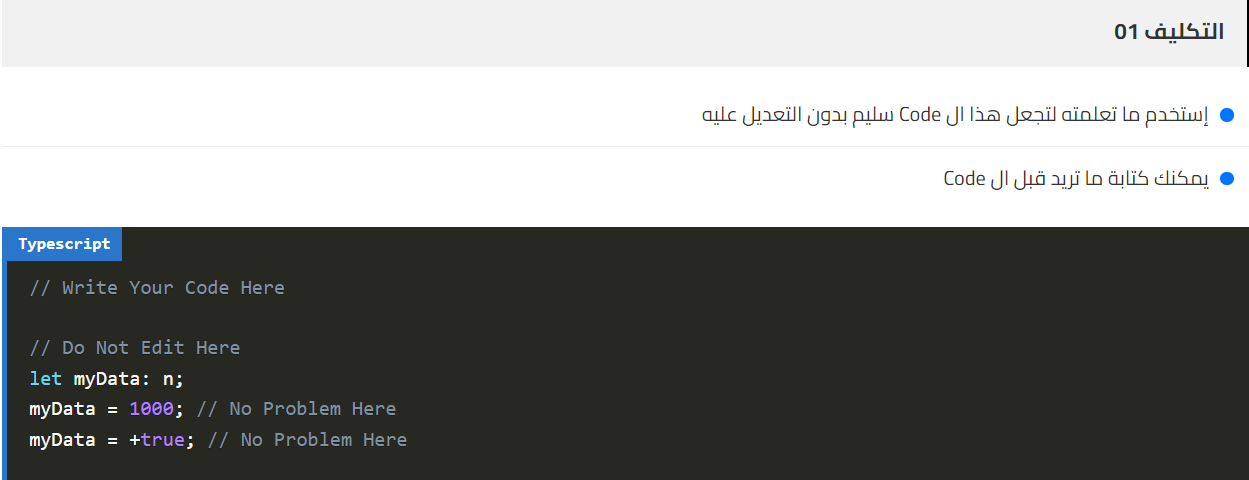 التكليف 01
إستخدم ما تعلمته لتجعل هذا ال Code سليم بدون التعديل عليه
يمكنك كتابة ما تريد قبل ال Code
Typescript
// Write Your Code Here
// Do Not Edit Here
let myData: n;
myData = 1000; // No Problem Here
myData = +true; // No Problem Here